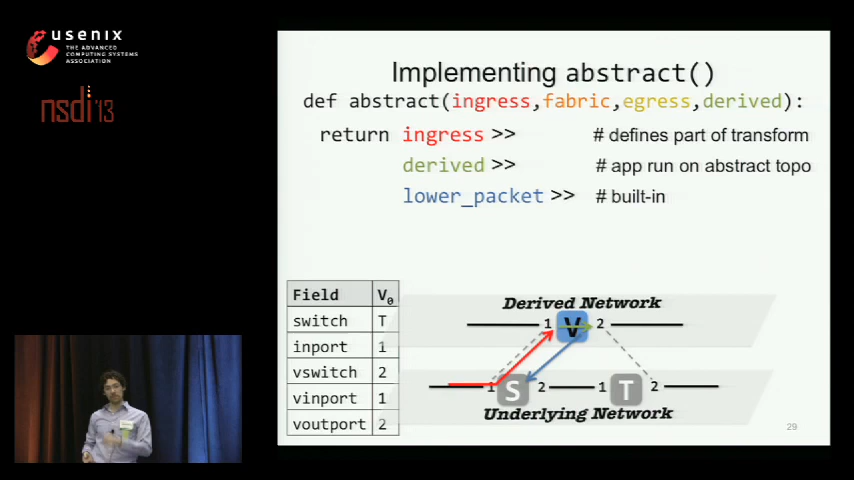 usenix
THE ADVANCED
COMPUTING SYSTEMS
ASSOCIATION
nsdi '13
Implementing abstract()
def abstract(ingress,fabric,egress,derived):
return ingress >> # defines part of transform
derived >> # app run on abstract topo
lower_packet >> # built-in
Field V0
switch T
inport 1
vswitch 2
vinport 1
voutport 2
Derived Network
1 V 2
1 S 2 1 T 2
Underlying Network
29